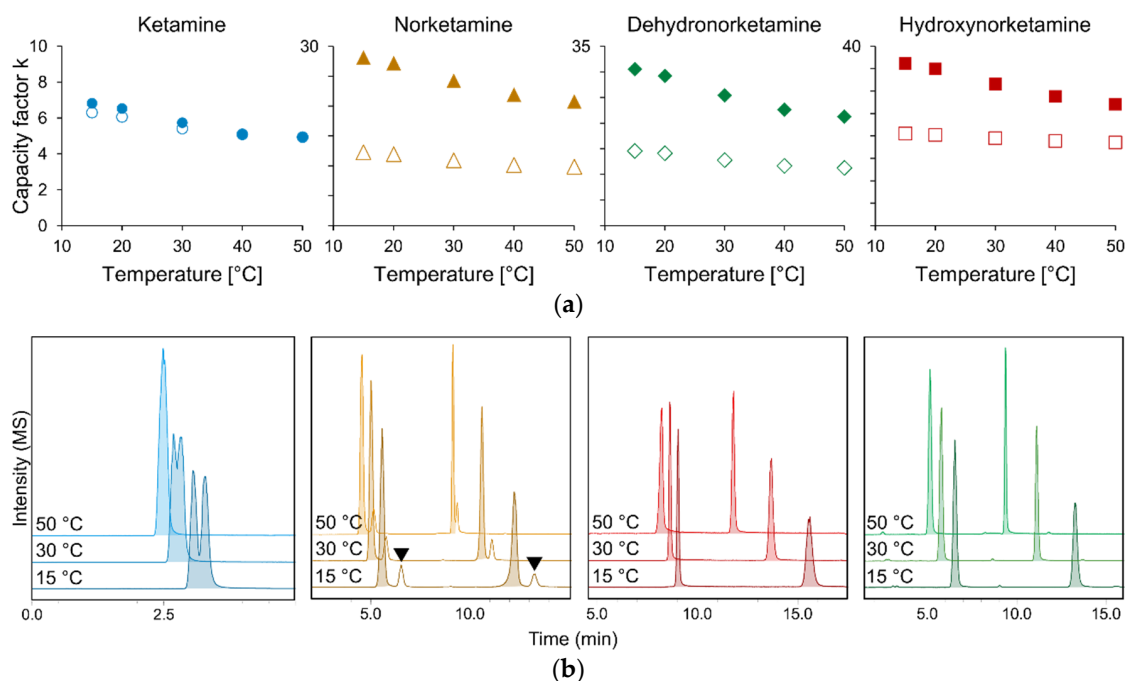 Ketamine
Norketamine
Dehydronorketamine
Hydroxynorketamine
Capacity factor k
10
8
6
4
2
0
30
35
40
10 20 30 40 50
10 20 30 40 50
10 20 30 40 50
10 20 30 40 50
Temperature [°C]
Temperature [°C]
Temperature [°C]
Temperature [°C]
(a)
Intensity (MS)
50 °C
30 °C
15 °C
50 °C
30 °C
15 °C
50 °C
30 °C
15 °C
50 °C
30 °C
15 °C
0.0 2.5
5.0 10.0
5.0 10.0 15.0
5.0 10.0 15.0
Time (min)
(b)